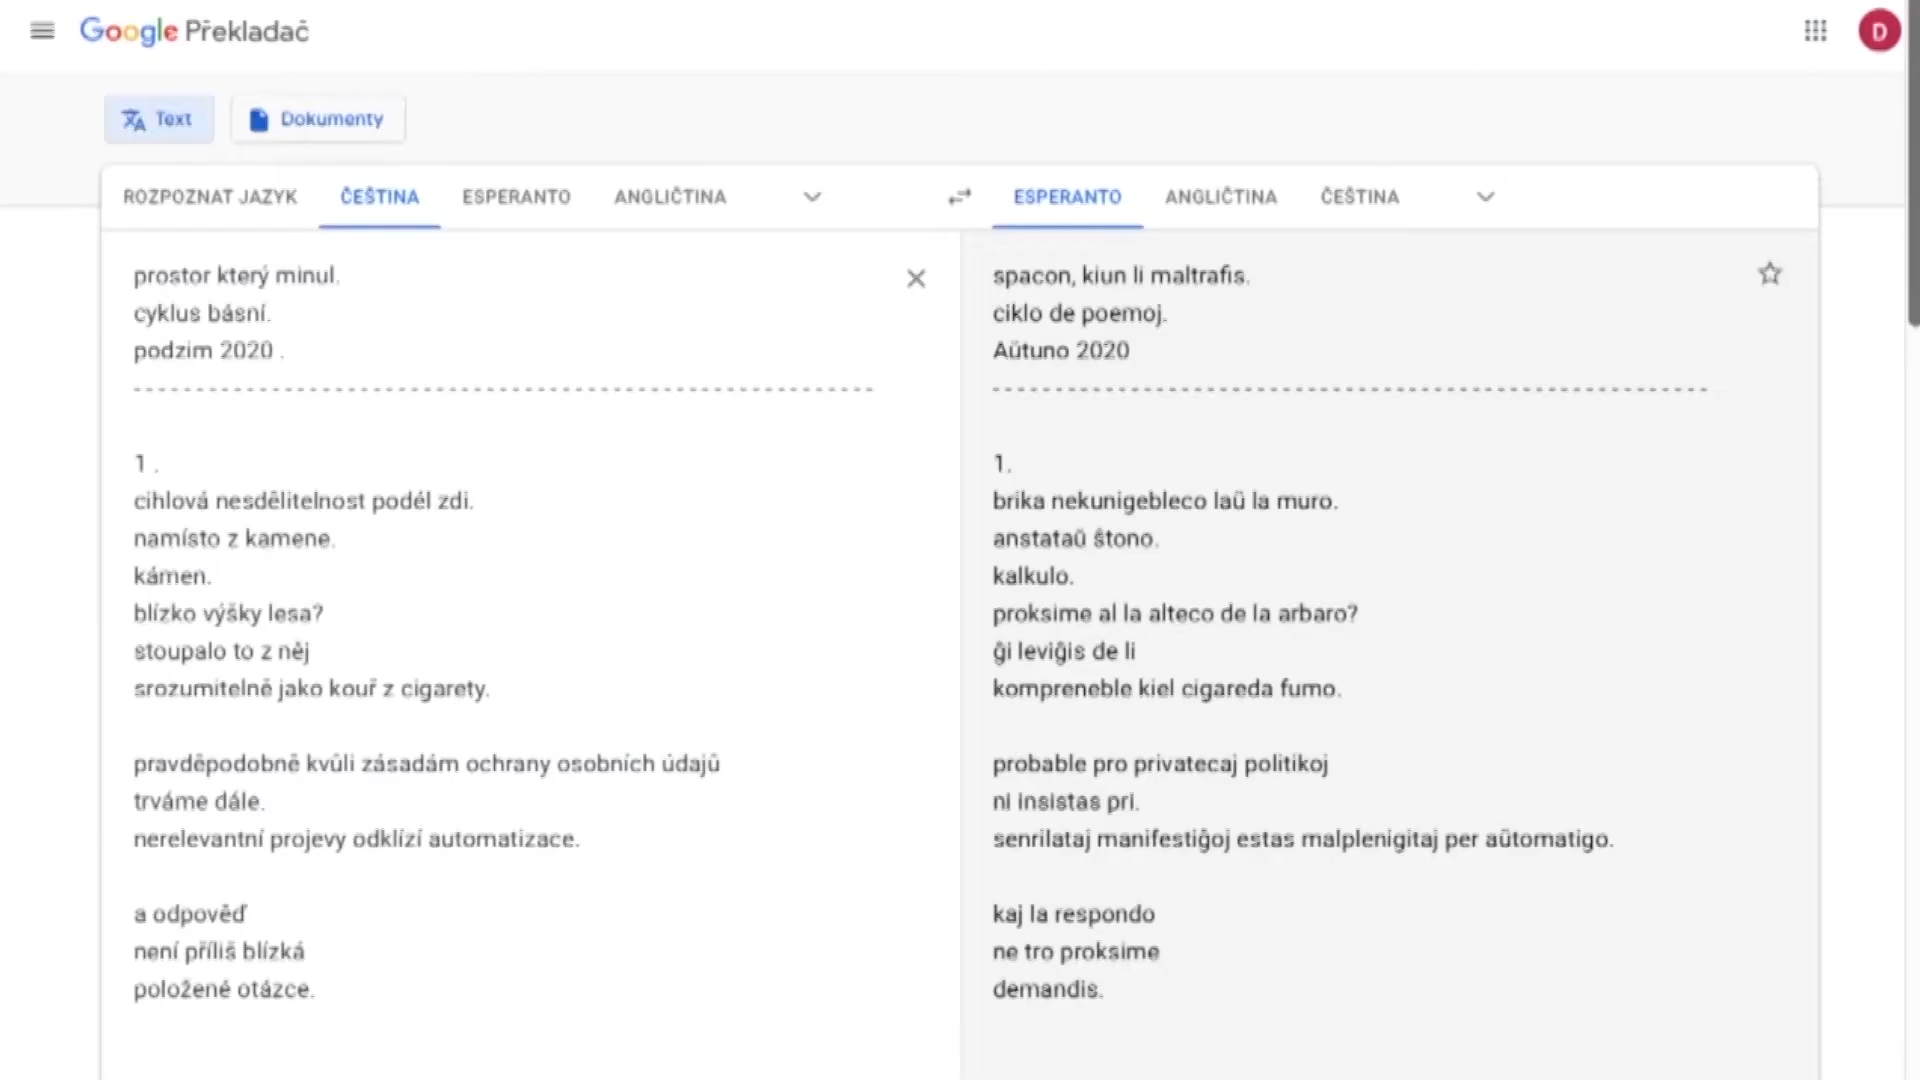 Google Překladač
D
Text
Dokumenty
ROZPOZNAT JAZYK
ČEŠTINA
ESPERANTO
ANGLIČTINA
ESPERANTO
ANGLIČTINA
ČEŠTINA
prostor který minul.
cyklus básní.
podzim 2020 .
-----------------------------------------------------------
1 .
cihlová nesdělitelnost podél zdi.
namísto z kamene.
kámen.
blízko výšky lesa?
stoupalo to z něj
srozumitelně jako kouř z cigarety.
pravděpodobně kvůli zásadám ochrany osobních údajů
trváme dále.
nerelevantní projevy odklízí automatizace.
a odpověď
není příliš blízká
položené otázce.
spacon, kiun li maltrafis.
ciklo de poemoj.
Aŭtuno 2020
---------------------------------------------------------
1.
brika nekunigebleco laŭ la muro.
anstataŭ ŝtono.
kalkulo.
proksime al la alteco de la arbaro?
ĝi leviĝis de li
kompreneble kiel cigareda fumo.
probable pro privatecaj politikoj
ni insistas pri.
senrilataj manifestiĝoj estas malplenigitaj per aŭtomatigo.
kaj la respondo
ne tro proksime
demandis.